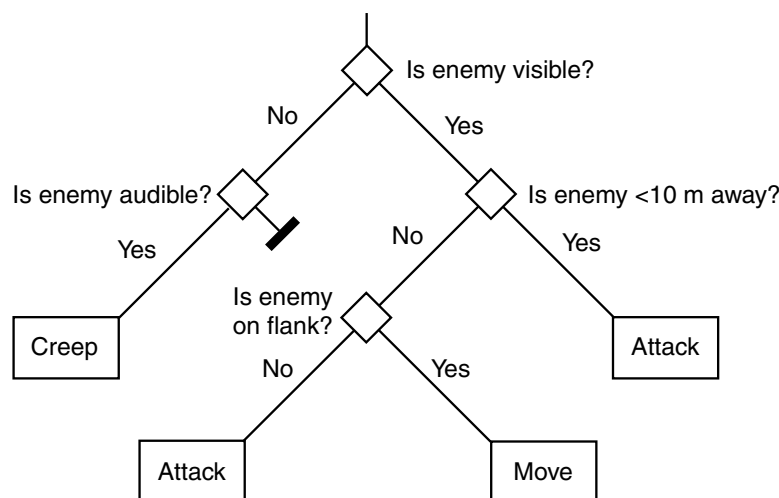 Is enemy visible?
No
Yes
Is enemy audible?
Is enemy <10 m away?
Yes
No
Yes
Is enemy
on flank?
Creep
Attack
No
Yes
Attack
Move